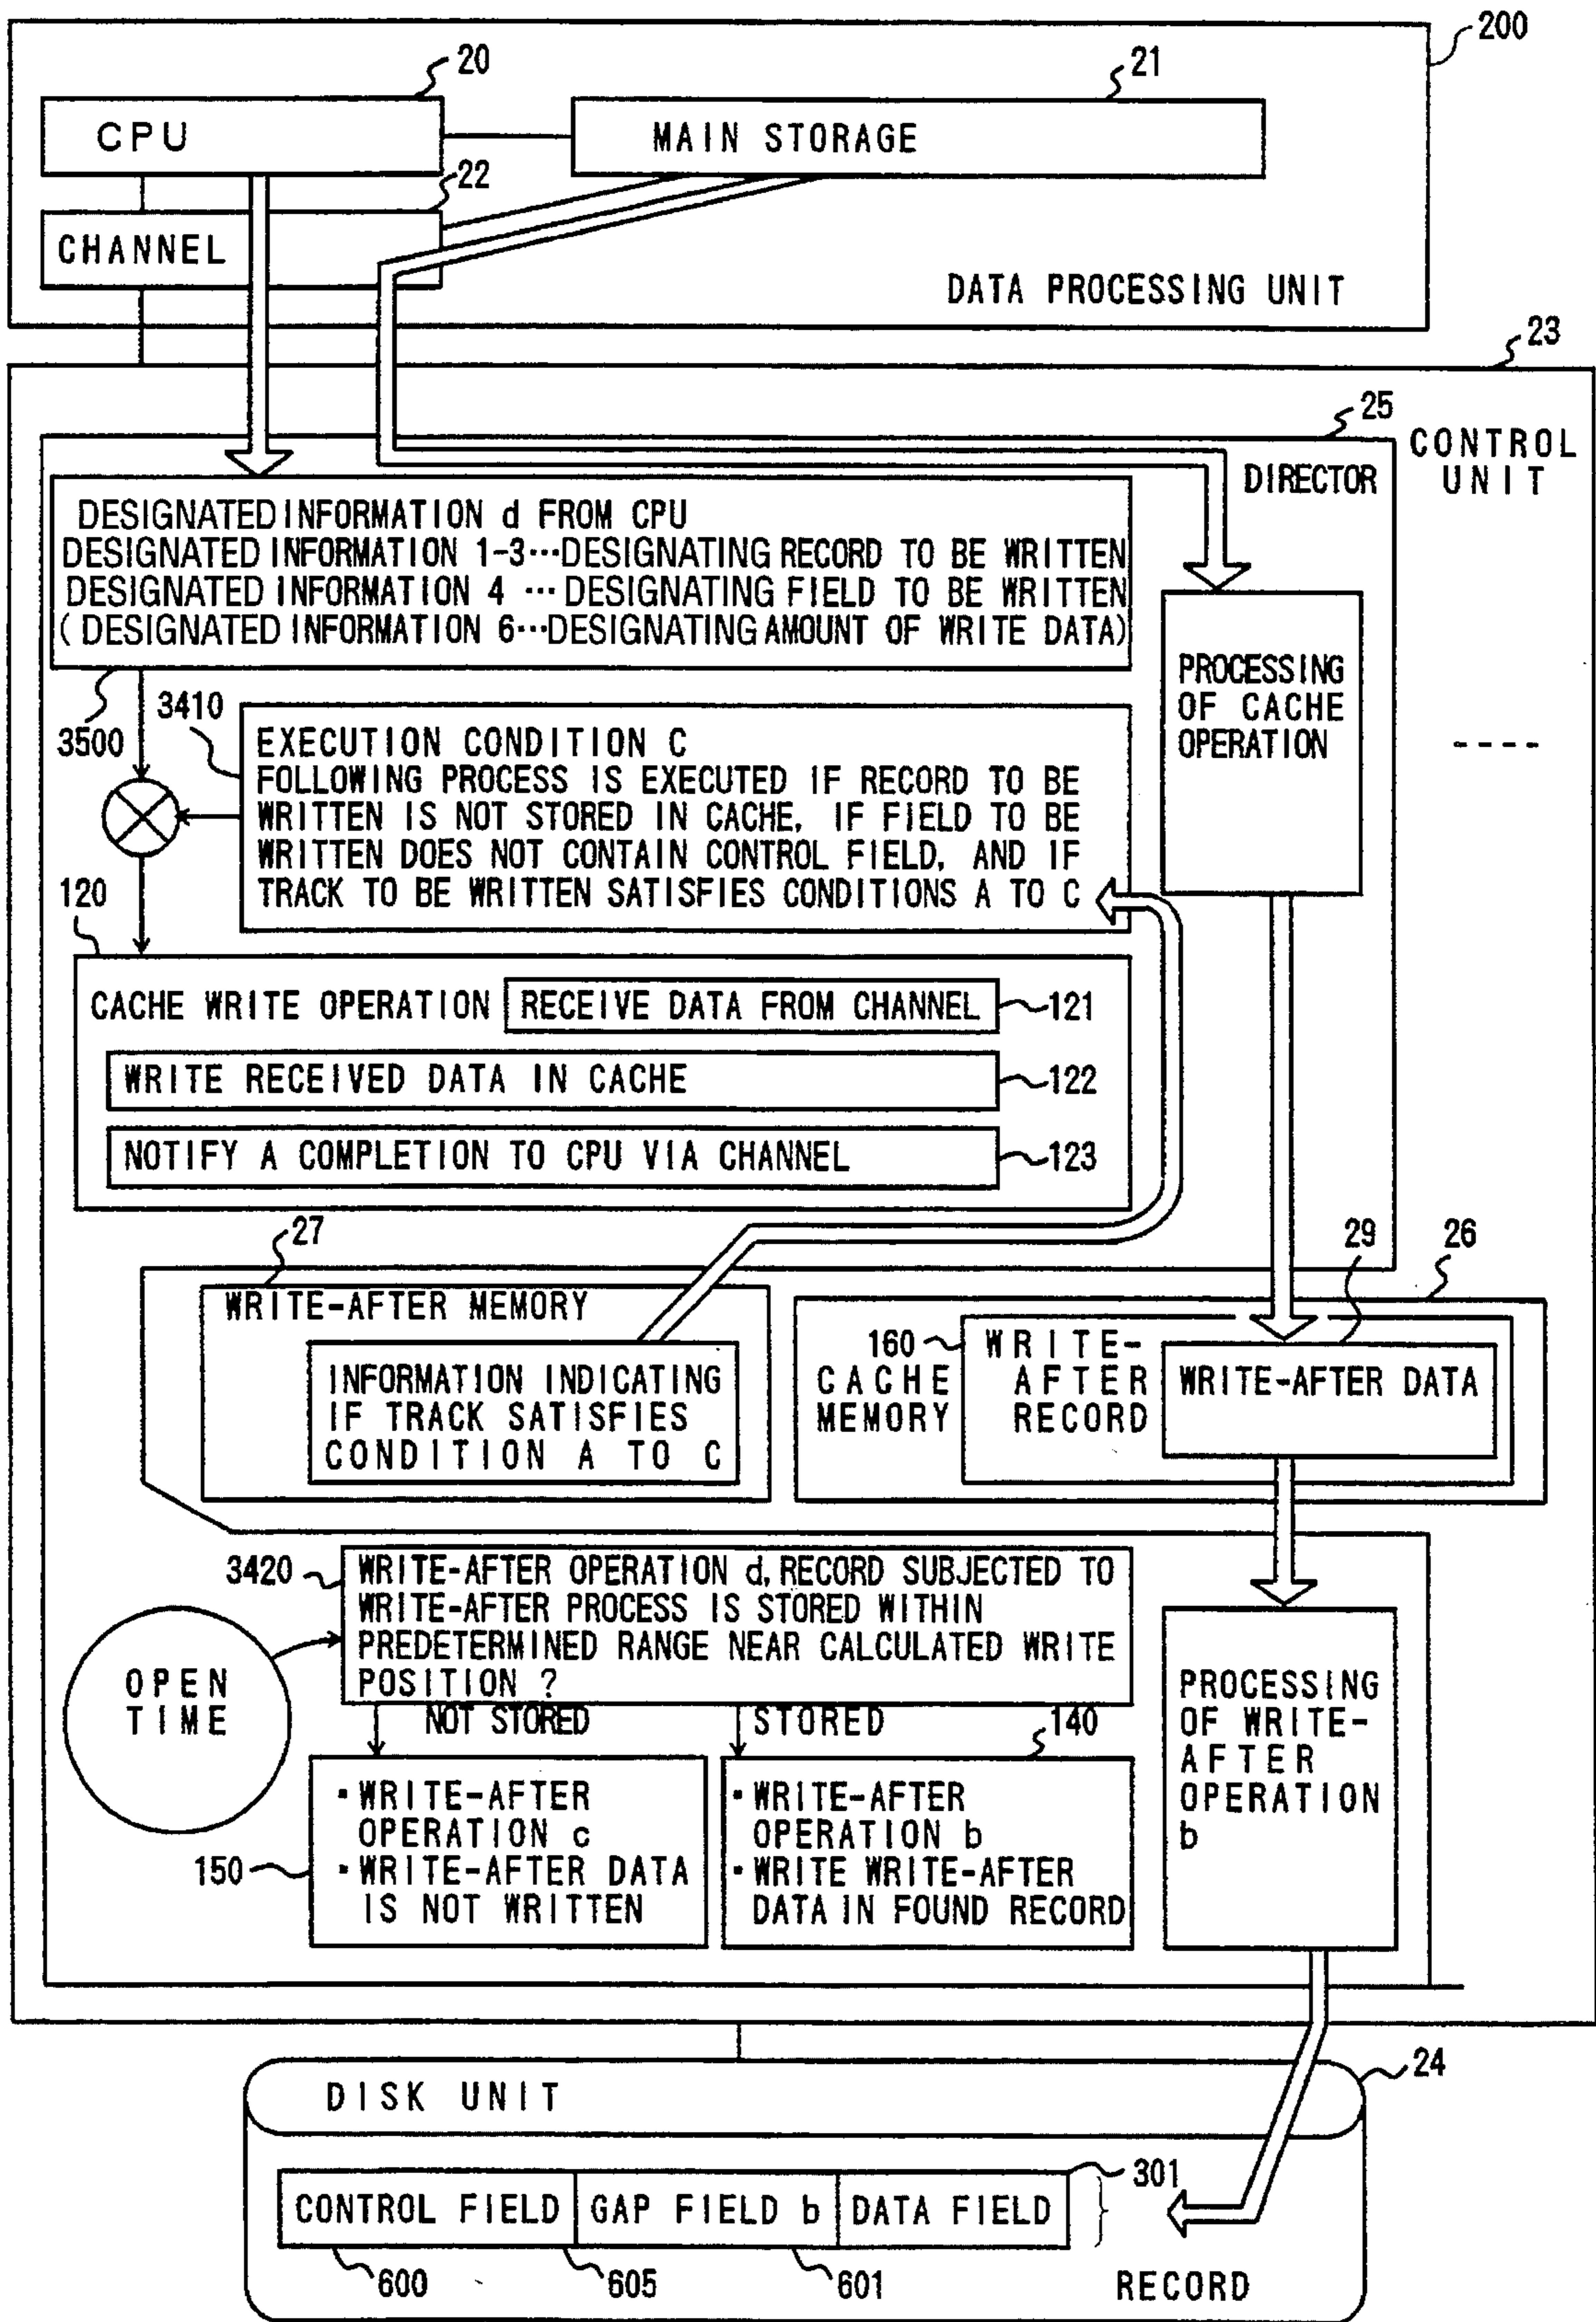 200
20
21
CPU
MAIN STORAGE
22
CHANNEL
DATA PROCESSING UNIT
23
25
CONTROL
UNIT
DIRECTOR
DESIGNATED INFORMATION d FROM CPU
DESIGNATED INFORMATION 1-3···DESIGNATING RECORD TO BE WRITTEN
DESIGNATED INFORMATION 4 ··· DESIGNATING FIELD TO BE WRITTEN
( DESIGNATED INFORMATION 6···DESIGNATING AMOUNT OF WRITE DATA)
PROCESSING
OF CACHE
OPERATION
3500
3410
EXECUTION CONDITION C
FOLLOWING PROCESS IS EXECUTED IF RECORD TO BE
WRITTEN IS NOT STORED IN CACHE, IF FIELD TO BE
WRITTEN DOES NOT CONTAIN CONTROL FIELD, AND IF
TRACK TO BE WRITTEN SATISFIES CONDITIONS A TO C
----
120
CACHE WRITE OPERATION
RECEIVE DATA FROM CHANNEL
121
WRITE RECEIVED DATA IN CACHE
122
NOTIFY A COMPLETION TO CPU VIA CHANNEL
123
27
WRITE-AFTER MEMORY
INFORMATION INDICATING
IF TRACK SATISFIES
CONDITION A TO C
29
26
160
CACHE
MEMORY
WRITE-
AFTER
RECORD
WRITE-AFTER DATA
3420
WRITE-AFTER OPERATION d, RECORD SUBJECTED TO
WRITE-AFTER PROCESS IS STORED WITHIN
PREDETERMINED RANGE NEAR CALCULATED WRITE
POSITION ?
OPEN
TIME
NOT STORED
STORED
140
▪ WRITE-AFTER
OPERATION c
▪ WRITE-AFTER DATA
IS NOT WRITTEN
150
▪ WRITE-AFTER
OPERATION b
▪ WRITE WRITE-AFTER
DATA IN FOUND RECORD
PROCESSING
OF WRITE-
AFTER
OPERATION
b
24
DISK UNIT
301
CONTROL FIELD
GAP FIELD b
DATA FIELD
600
605
601
RECORD